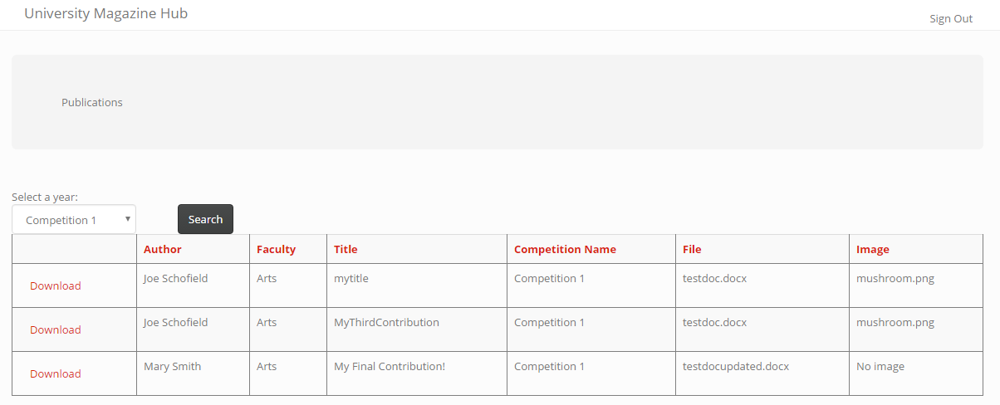 University Magazine Hub
Sign Out
Publications
Select a year:
Competition 1
Search
Author Faculty Title Competition Name File Image
Download Joe Schofield Arts mytitle Competition 1 testdoc.docx mushroom.png
Download Joe Schofield Arts MyThirdContribution Competition 1 testdoc.docx mushroom.png
Download Mary Smith Arts My Final Contribution! Competition 1 testdocupdated.docx No image